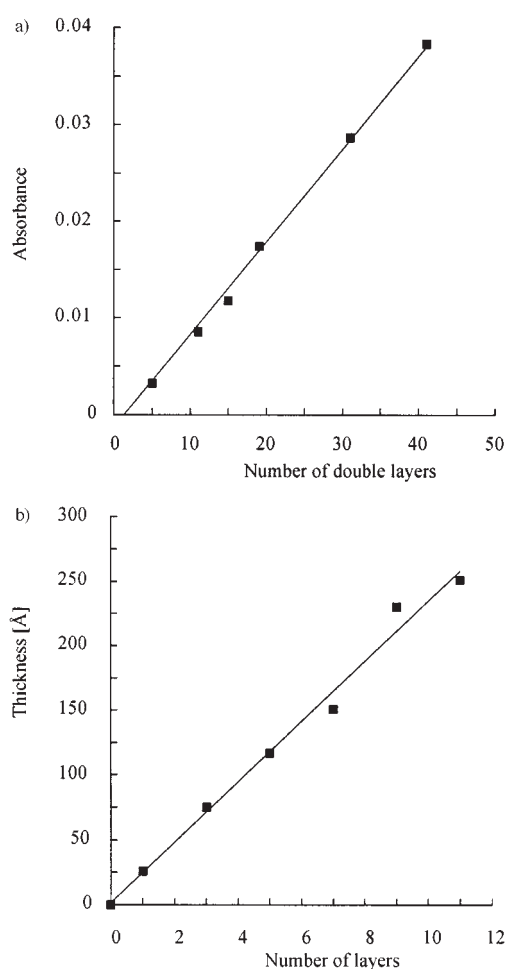 a)
0.04
0.03
0.02
0.01
0
Absorbance
0 10 20 30 40 50
Number of double layers
b)
300
250
200
150
100
50
0
Thickness [Å]
0 2 4 6 8 10 12
Number of layers